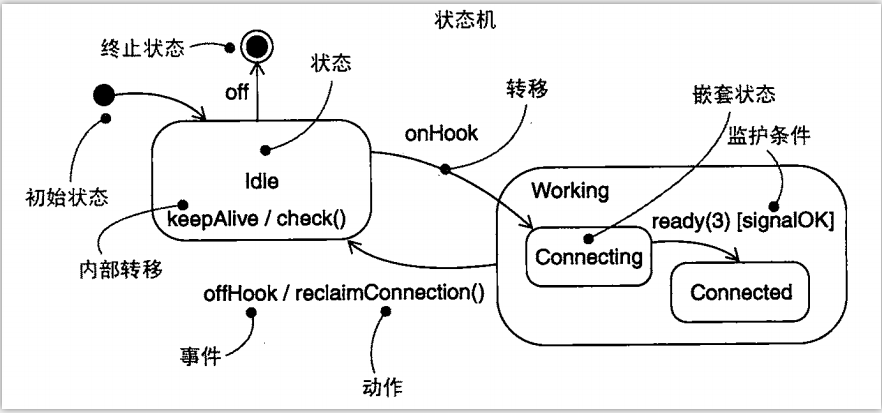 状态机
终止状态
状态
off
转移
嵌套状态
onHook
监护条件
初始状态
Idle
Working
keepAlive / check()
ready(3) [signalOK]
内部转移
Connecting
offHook / reclaimConnection()
Connected
事件
动作